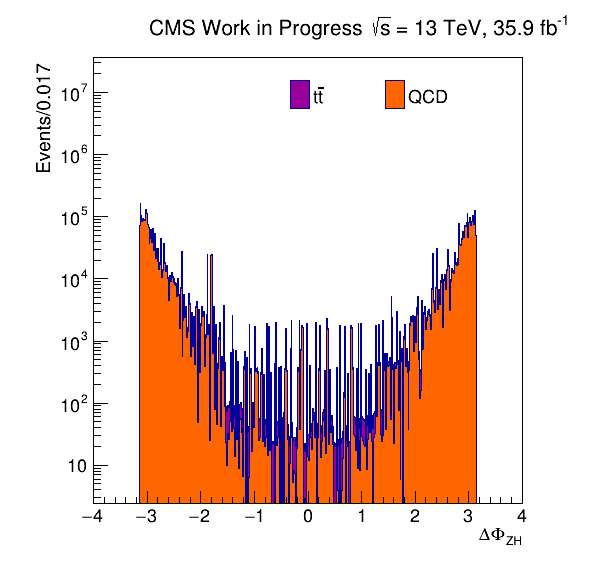 CMS Work in Progress √s = 13 TeV, 35.9 fb⁻¹
Events/0.017
tt̄
QCD
10⁷
10⁶
10⁵
10⁴
10³
10²
10
−4 −3 −2 −1 0 1 2 3 4
ΔΦ_ZH